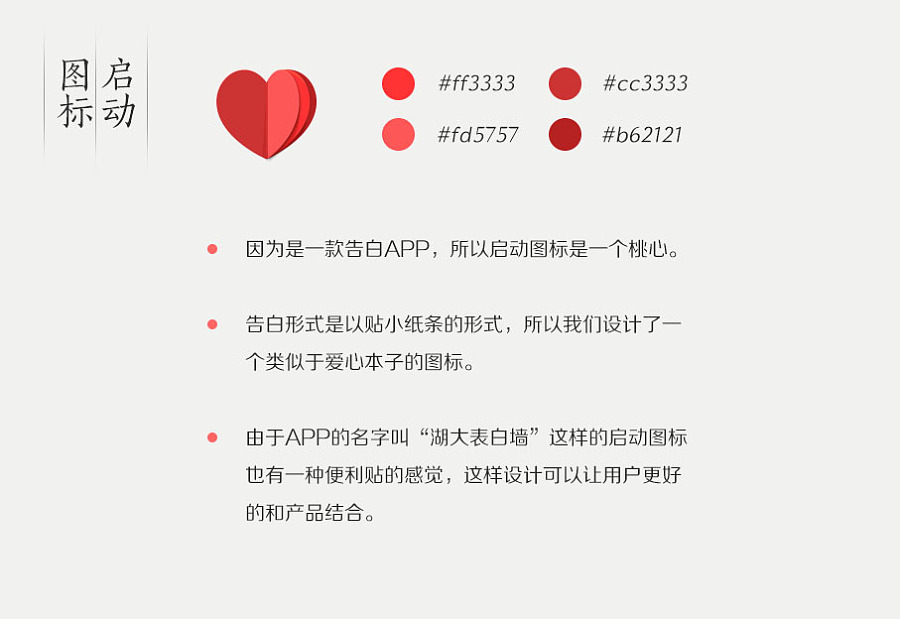 启动
图标
#ff3333
#cc3333
#fd5757
#b62121
因为是一款告白APP，所以启动图标是一个桃心。
告白形式是以贴小纸条的形式，所以我们设计了一
个类似于爱心本子的图标。
由于APP的名字叫“湖大表白墙”这样的启动图标
也有一种便利贴的感觉，这样设计可以让用户更好
的和产品结合。